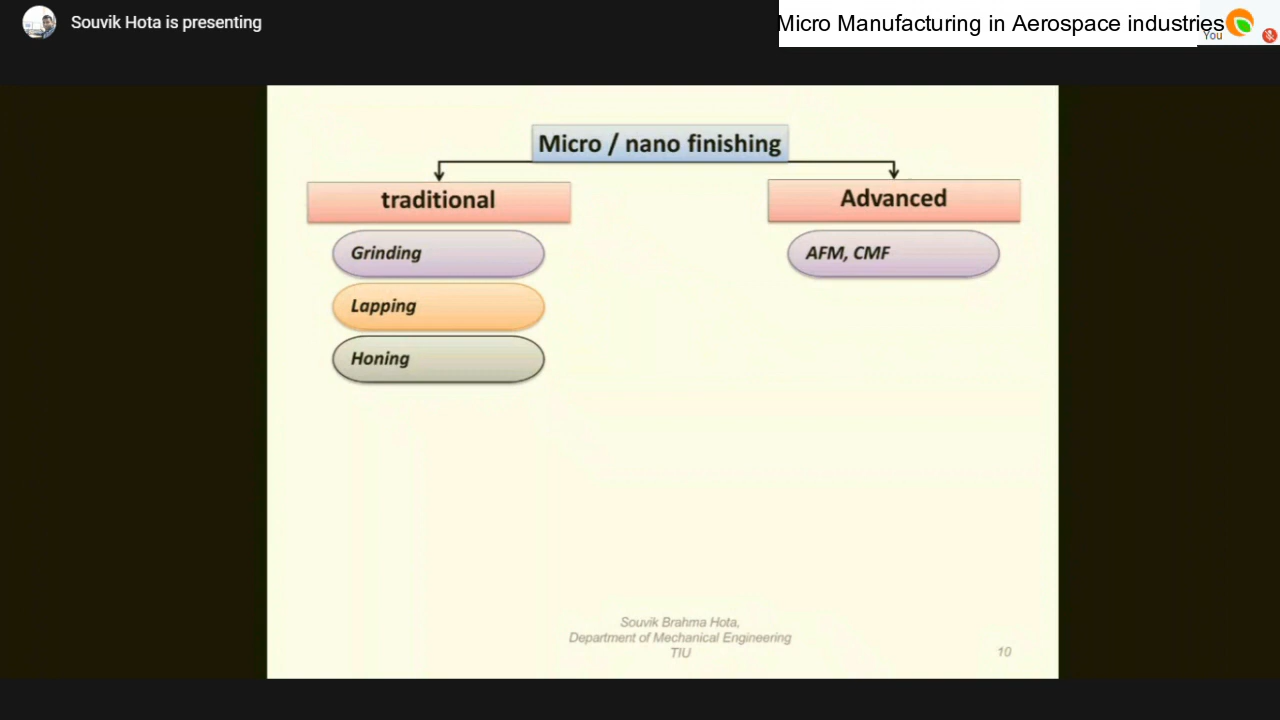 Souvik Hota is presenting
Micro Manufacturing in Aerospace industries
You
Micro / nano finishing
traditional
Advanced
Grinding
AFM, CMF
Lapping
Honing
Souvik Brahma Hota,
Department of Mechanical Engineering
TIU
10